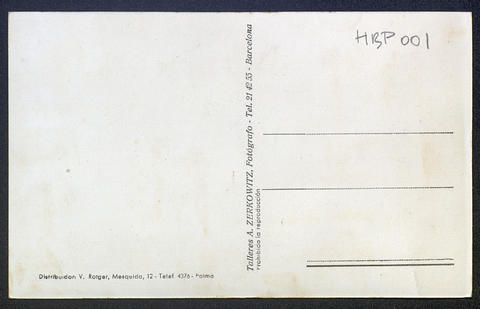 HBP 001
Talleres A. ZERKOWITZ, Fotógrafo - Tel. 21 42 55 - Barcelona
Prohibida la reproducción
Distribuidon V. Rotger, Mesquida, 12 - Telef. 4376 - Palma